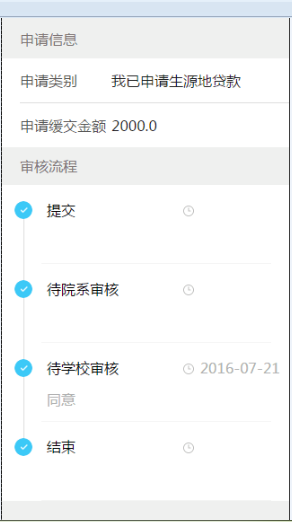 申请信息
申请类别 我已申请生源地贷款
申请缓交金额 2000.0
审核流程
提交
待院系审核
待学校审核 2016-07-21
同意
结束